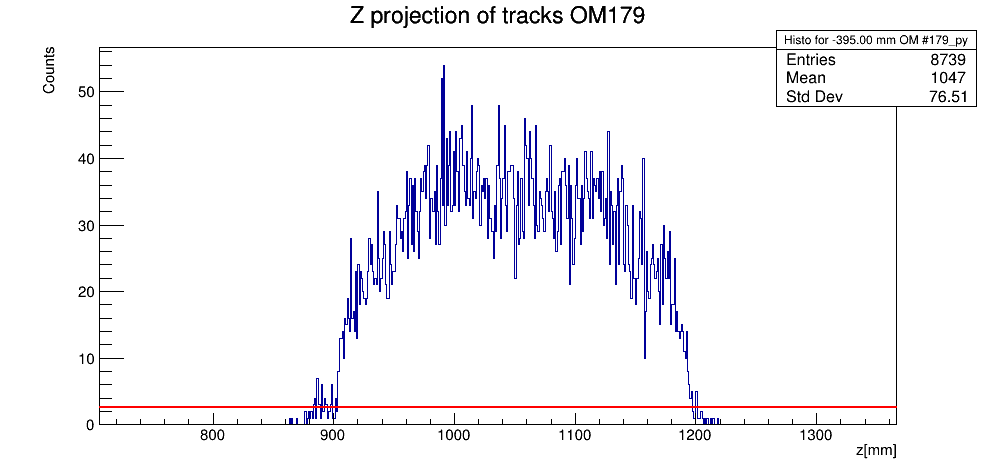 Z projection of tracks OM179
Histo for -395.00 mm OM #179_py
Entries 8739
Mean 1047
Std Dev 76.51
Counts
50
40
30
20
10
0
800 900 1000 1100 1200 1300
z[mm]